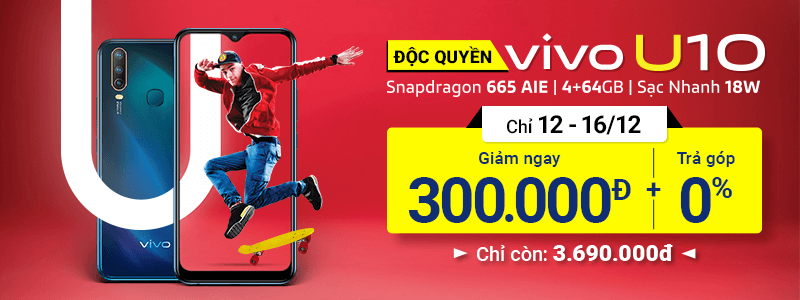 ĐỘC QUYỀN vivo U10
Snapdragon 665 AIE | 4+64GB | Sạc Nhanh 18W
Chỉ 12 - 16/12
Giảm ngay
300.000Đ
+
Trả góp
0%
Chỉ còn: 3.690.000đ
U
vivo